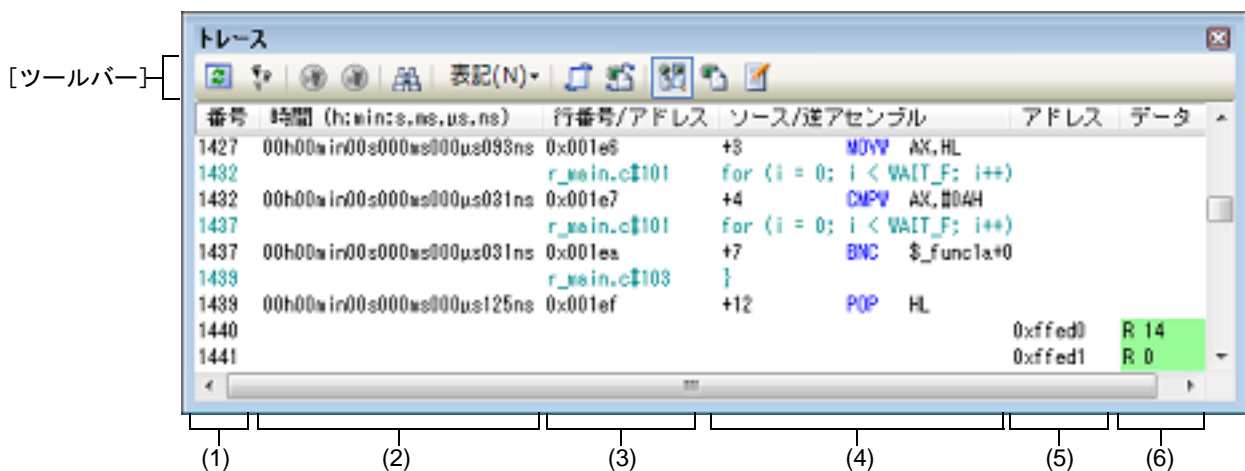 トレース
[ツールバー]
表記(N)
番号 時間 (h:min:s,ms,μs,ns) 行番号/アドレス ソース/逆アセンブル アドレス データ
1427 00h00min00s000ms000μs093ns 0x001e6 +3 MOVW AX,HL
1432 r_main.c#101 for (i = 0; i < WAIT_F; i++)
1432 00h00min00s000ms000μs031ns 0x001e7 +4 CMPW AX,#0AH
1437 r_main.c#101 for (i = 0; i < WAIT_F; i++)
1437 00h00min00s000ms000μs031ns 0x001ea +7 BNC $_func1a+0
1439 r_main.c#103 }
1439 00h00min00s000ms000μs125ns 0x001ef +12 POP HL
1440 0xffed0 R 14
1441 0xffed1 R 0
(1) (2) (3) (4) (5) (6)